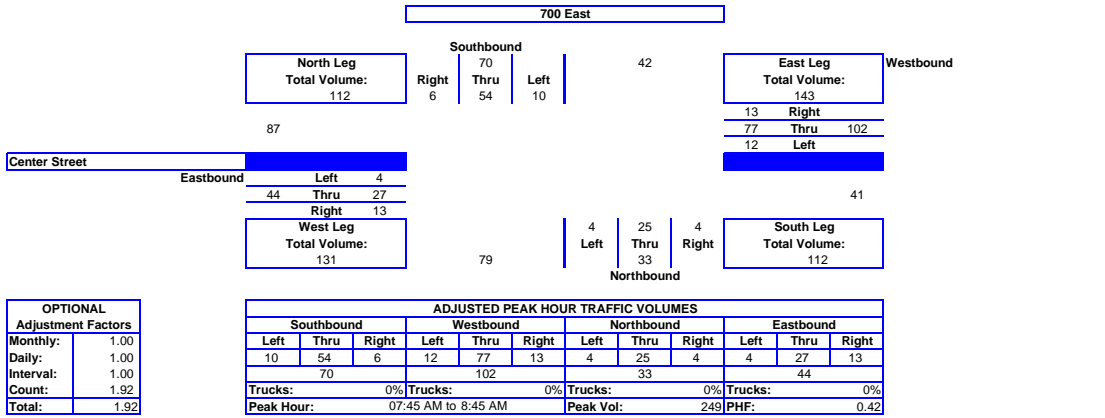 700 East
Southbound
North Leg 70 42 East Leg Westbound
Total Volume: Right Thru Left Total Volume:
112 6 54 10 143
13 Right
87 77 Thru 102
12 Left
Center Street
Eastbound Left 4
44 Thru 27 41
Right 13
West Leg 4 25 4 South Leg
Total Volume: Left Thru Right Total Volume:
131 79 33 112
Northbound
OPTIONAL ADJUSTED PEAK HOUR TRAFFIC VOLUMES
Adjustment Factors Southbound Westbound Northbound Eastbound
Monthly: 1.00 Left Thru Right Left Thru Right Left Thru Right Left Thru Right
Daily: 1.00 10 54 6 12 77 13 4 25 4 4 27 13
Interval: 1.00 70 102 33 44
Count: 1.92 Trucks: 0% Trucks: 0% Trucks: 0% Trucks: 0%
Total: 1.92 Peak Hour: 07:45 AM to 8:45 AM Peak Vol: 249 PHF: 0.42